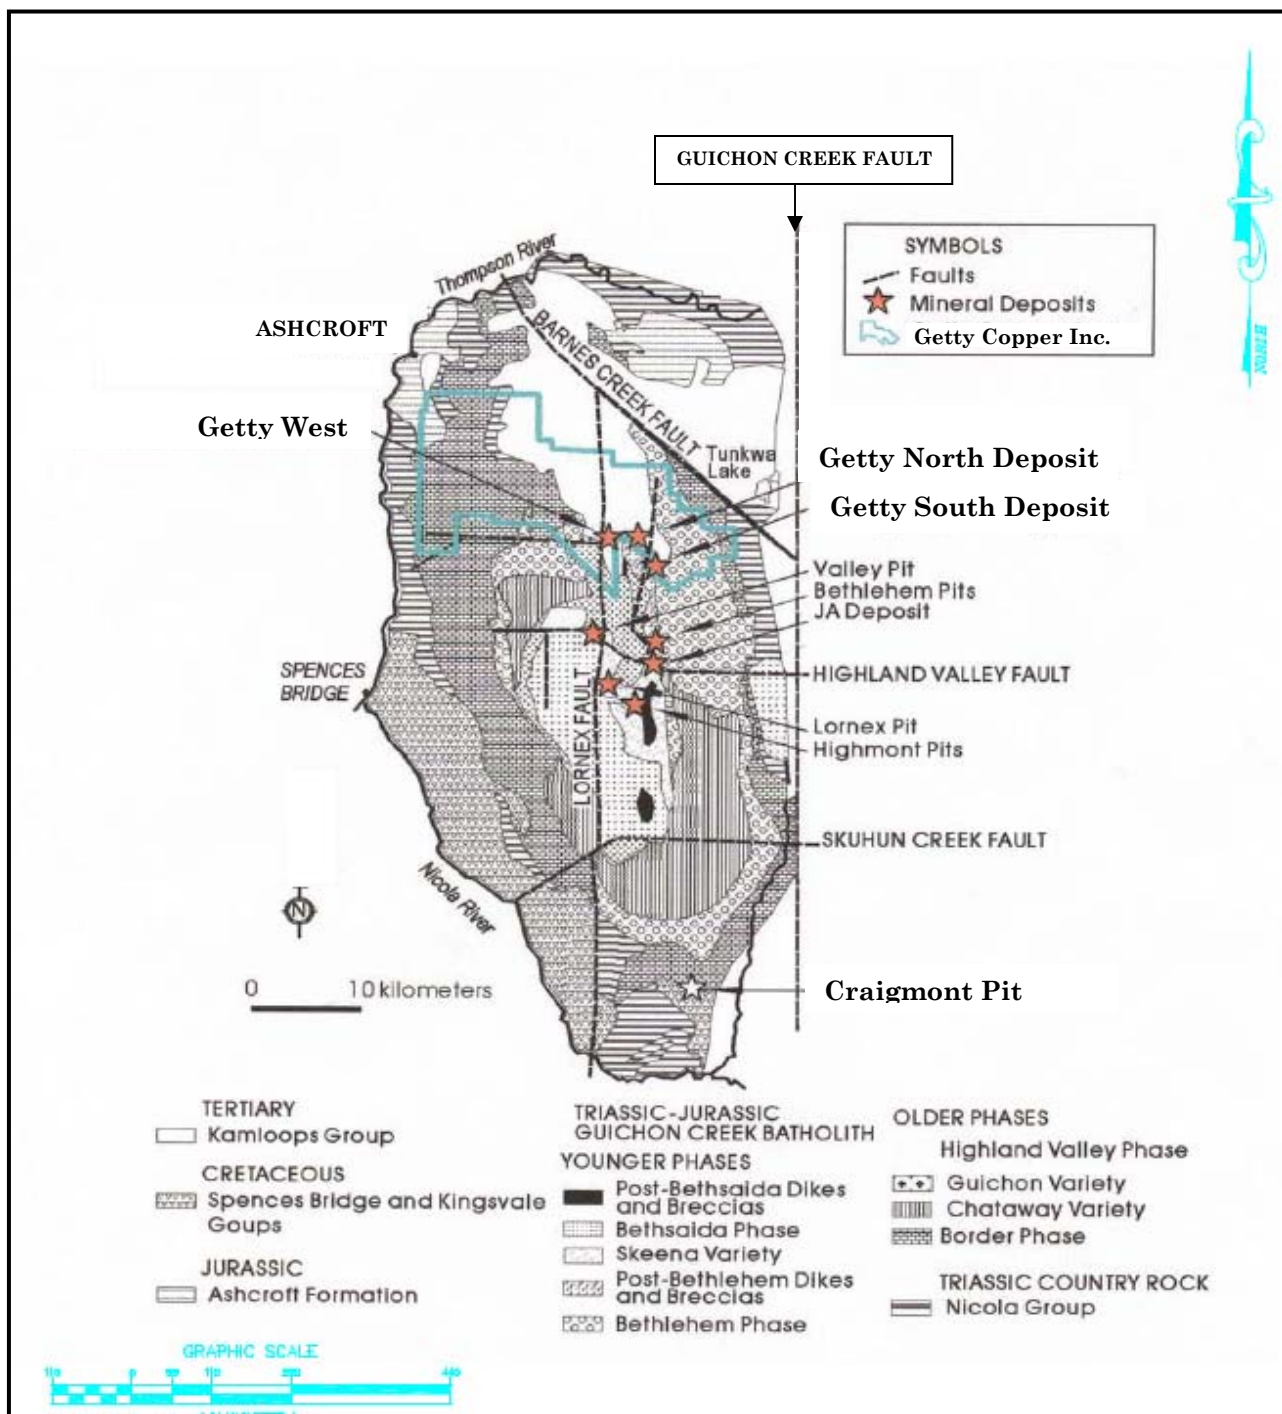 GUICHON CREEK FAULT
SYMBOLS
Faults
Mineral Deposits
Getty Copper Inc.
NORTH
Thompson River
ASHCROFT
BARNES CREEK FAULT
Getty West
Tunkwa
Lake
Getty North Deposit
Getty South Deposit
Valley Pit
Bethlehem Pits
JA Deposit
SPENCES
BRIDGE
HIGHLAND VALLEY FAULT
LORNEX FAULT
Lornex Pit
Highmont Pits
SKUHUN CREEK FAULT
Nicola River
N
0 10 kilometers
Craigmont Pit
TERTIARY
Kamloops Group
CRETACEOUS
Spences Bridge and Kingsvale
Goups
JURASSIC
Ashcroft Formation
TRIASSIC-JURASSIC
GUICHON CREEK BATHOLITH
YOUNGER PHASES
Post-Bethsaida Dikes
and Breccias
Bethsaida Phase
Skeena Variety
Post-Bethlehem Dikes
and Breccias
Bethlehem Phase
OLDER PHASES
Highland Valley Phase
Guichon Variety
Chataway Variety
Border Phase
TRIASSIC COUNTRY ROCK
Nicola Group
GRAPHIC SCALE